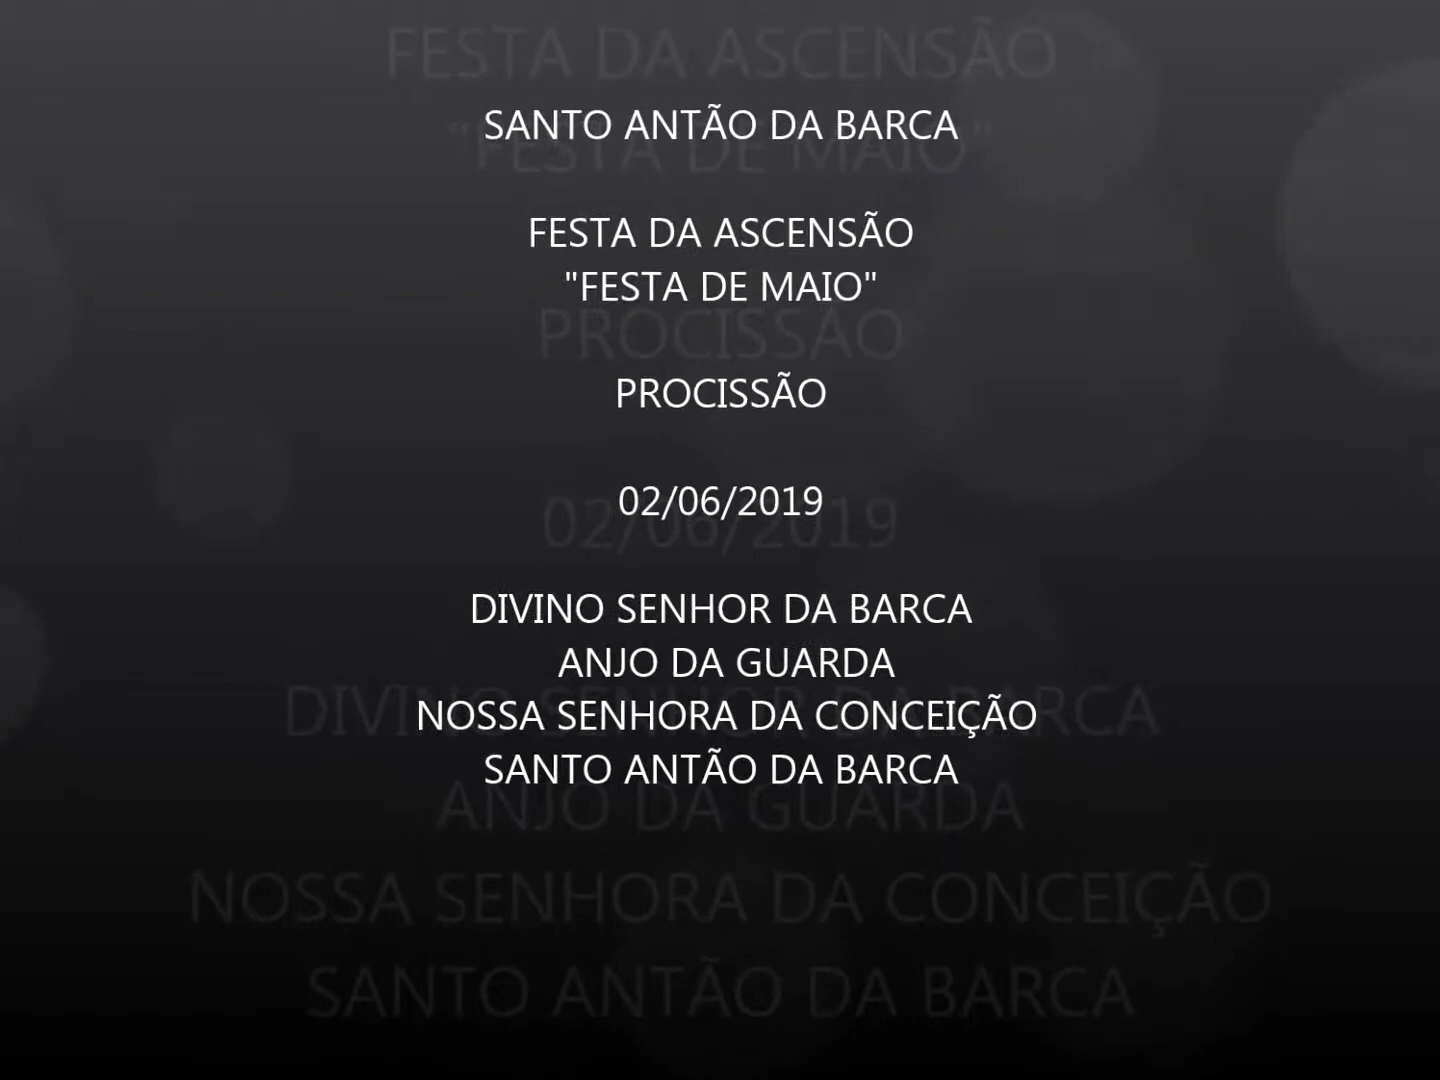 SANTO ANTÃO DA BARCA
FESTA DA ASCENSÃO
"FESTA DE MAIO"
PROCISSÃO
02/06/2019
DIVINO SENHOR DA BARCA
ANJO DA GUARDA
NOSSA SENHORA DA CONCEIÇÃO
SANTO ANTÃO DA BARCA